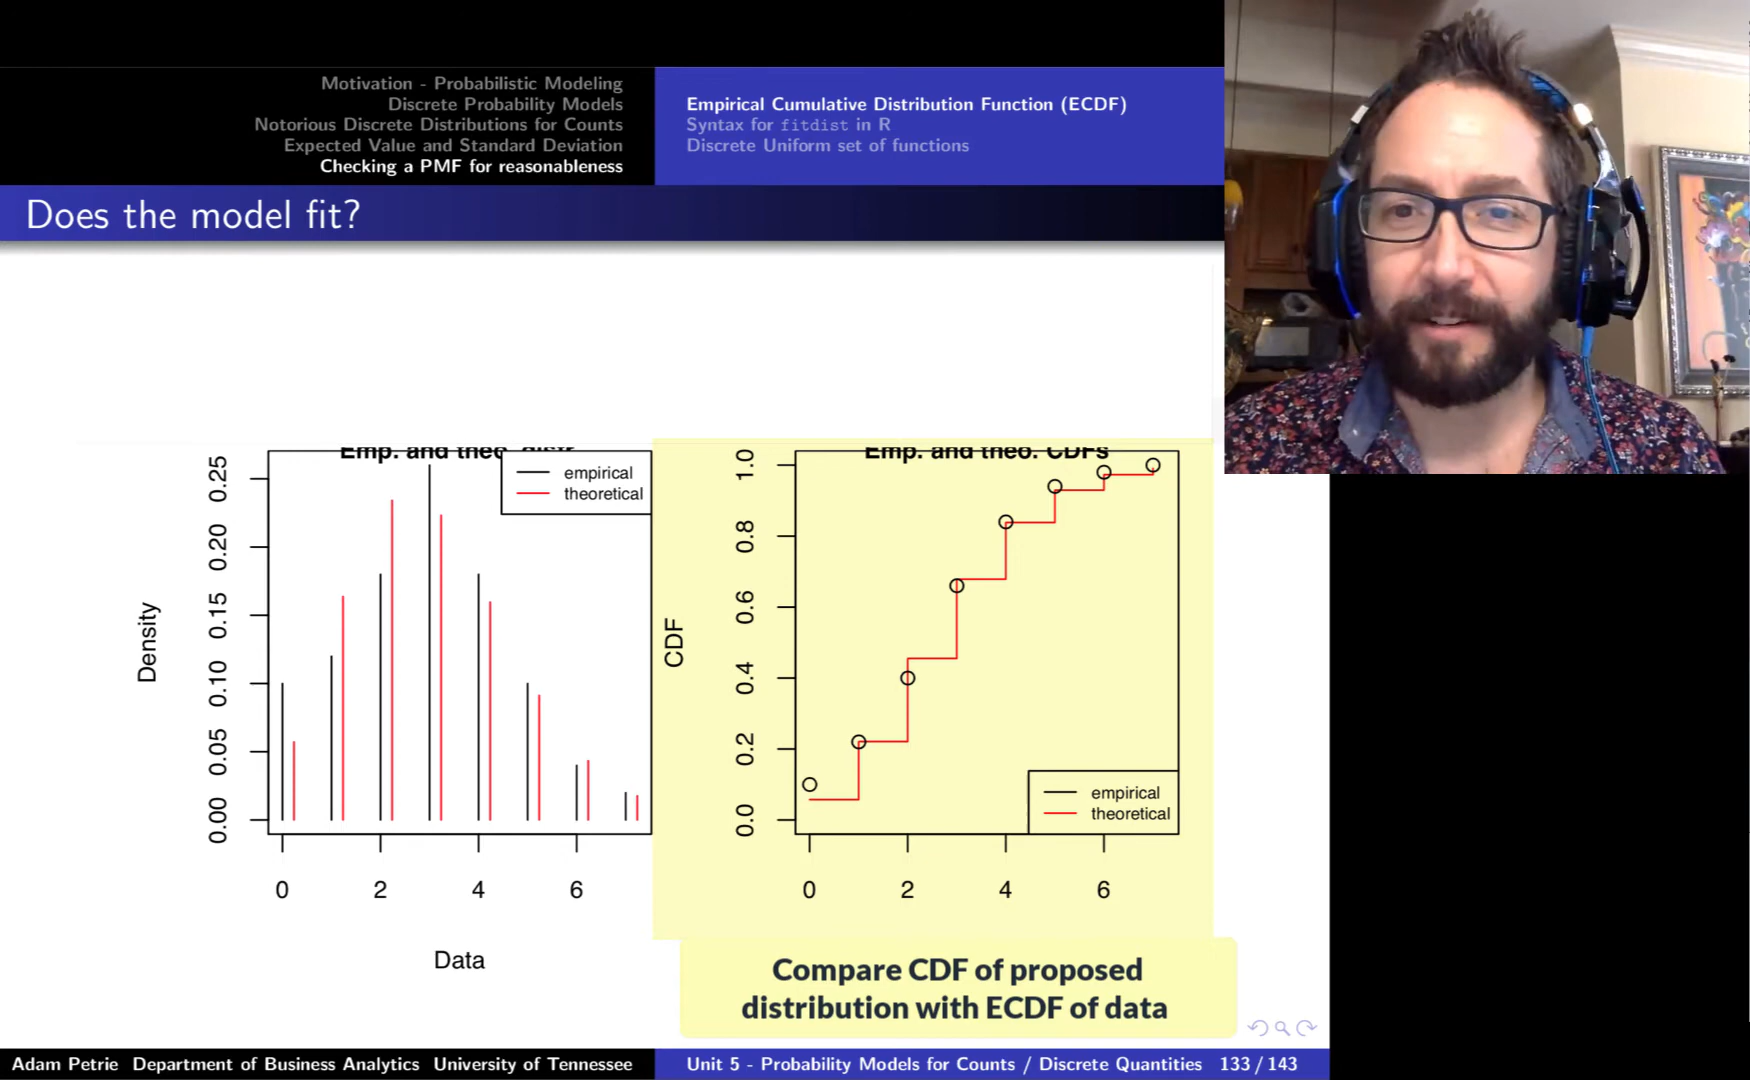 Motivation - Probabilistic Modeling
Discrete Probability Models
Notorious Discrete Distributions for Counts
Expected Value and Standard Deviation
Checking a PMF for reasonableness
Empirical Cumulative Distribution Function (ECDF)
Syntax for fitdist in R
Discrete Uniform set of functions
Does the model fit?
Emp. and theo. distr.
empirical
theoretical
Density
0.00 0.05 0.10 0.15 0.20 0.25
0 2 4 6
Data
Emp. and theo. CDFs
CDF
0.0 0.2 0.4 0.6 0.8 1.0
empirical
theoretical
0 2 4 6
Compare CDF of proposed
distribution with ECDF of data
Adam Petrie Department of Business Analytics University of Tennessee
Unit 5 - Probability Models for Counts / Discrete Quantities 133 / 143